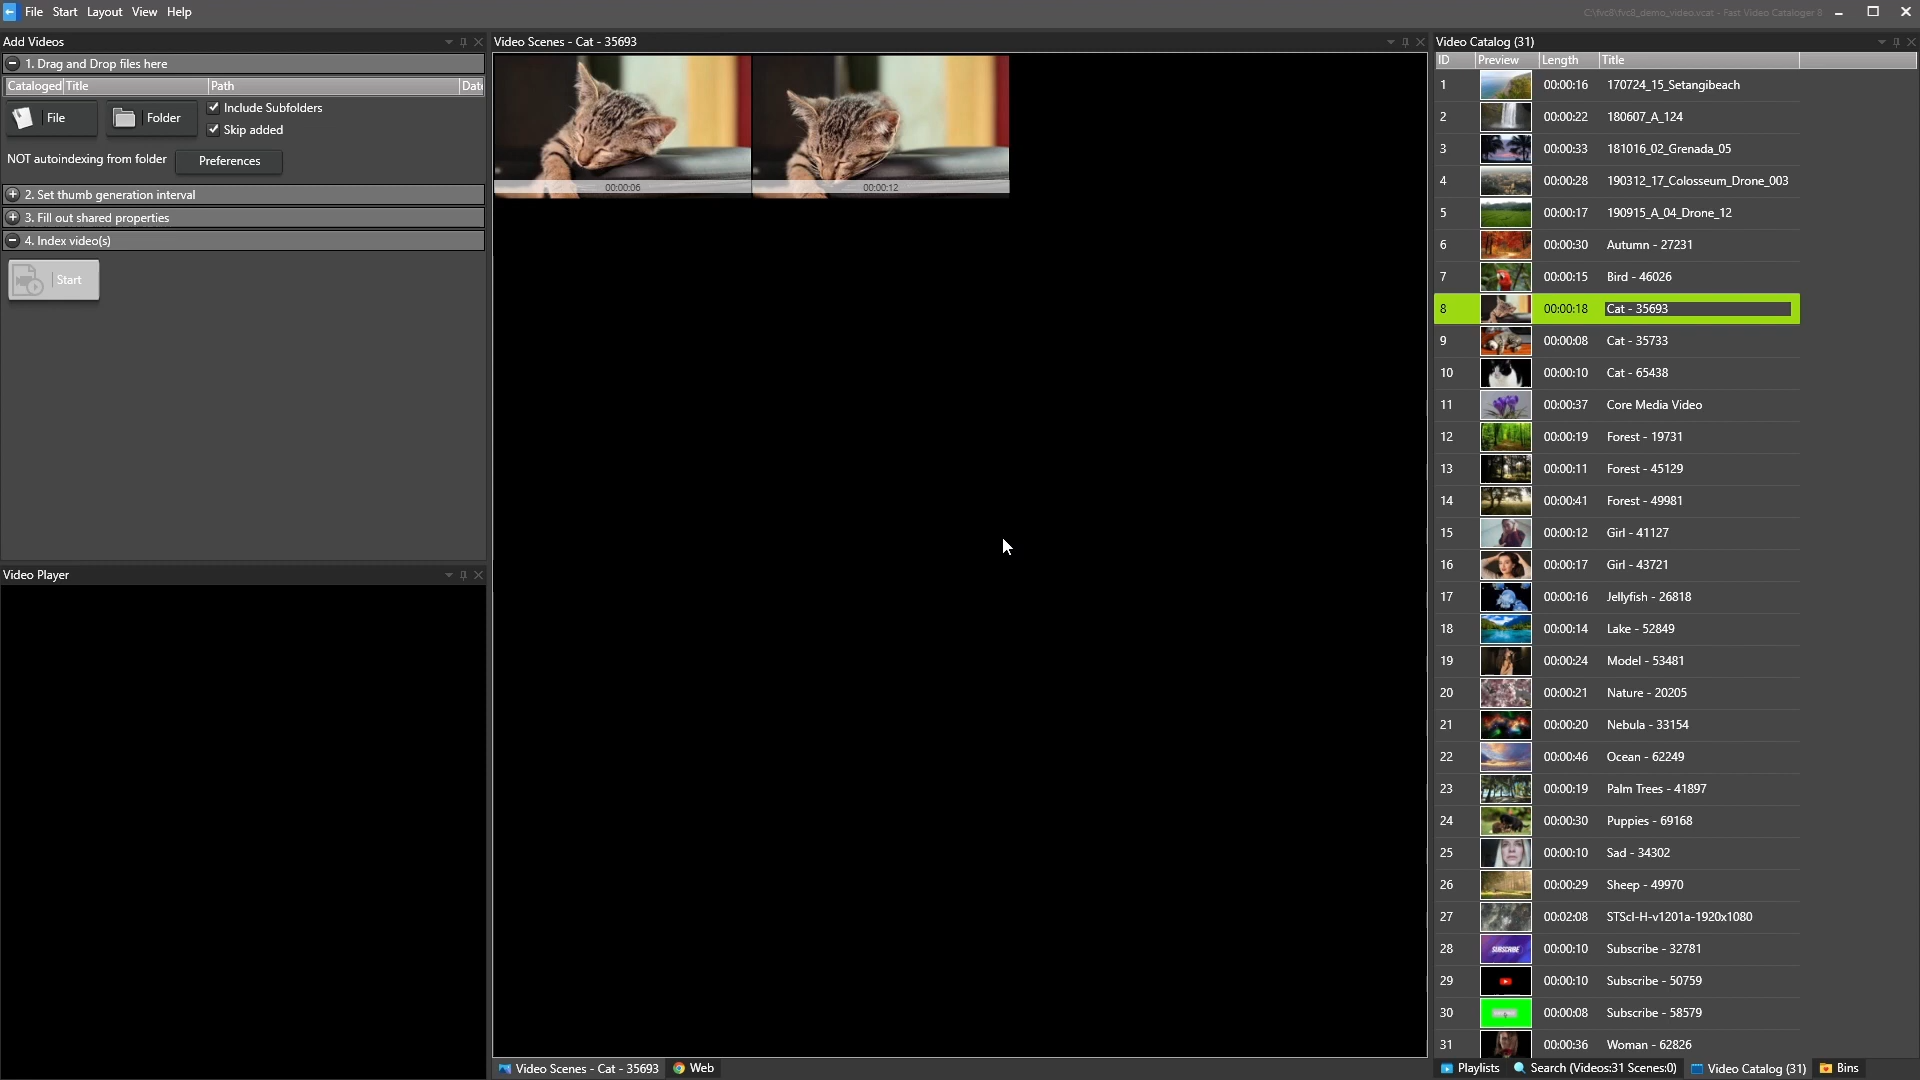 File Start Layout View Help
C:\fvc8\fvc8_demo_video.vcat - Fast Video Cataloger 8
Add Videos
1. Drag and Drop files here
Cataloged Title Path Date
File Folder
Include Subfolders
Skip added
NOT autoindexing from folder Preferences
2. Set thumb generation interval
3. Fill out shared properties
4. Index video(s)
Start
Video Player
Video Scenes - Cat - 35693
00:00:06 00:00:12
Video Scenes - Cat - 35693 Web
Video Catalog (31)
ID Preview Length Title
1 00:00:16 170724_15_Setangibeach
2 00:00:22 180607_A_124
3 00:00:33 181016_02_Grenada_05
4 00:00:28 190312_17_Colosseum_Drone_003
5 00:00:17 190915_A_04_Drone_12
6 00:00:30 Autumn - 27231
7 00:00:15 Bird - 46026
8 00:00:18 Cat - 35693
9 00:00:08 Cat - 35733
10 00:00:10 Cat - 65438
11 00:00:37 Core Media Video
12 00:00:19 Forest - 19731
13 00:00:11 Forest - 45129
14 00:00:41 Forest - 49981
15 00:00:12 Girl - 41127
16 00:00:17 Girl - 43721
17 00:00:16 Jellyfish - 26818
18 00:00:14 Lake - 52849
19 00:00:24 Model - 53481
20 00:00:21 Nature - 20205
21 00:00:20 Nebula - 33154
22 00:00:46 Ocean - 62249
23 00:00:19 Palm Trees - 41897
24 00:00:30 Puppies - 69168
25 00:00:10 Sad - 34302
26 00:00:29 Sheep - 49970
27 00:02:08 STScI-H-v1201a-1920x1080
28 SUBSCRIBE 00:00:10 Subscribe - 32781
29 00:00:10 Subscribe - 50759
30 00:00:08 Subscribe - 58579
31 00:00:36 Woman - 62826
Playlists Search (Videos:31 Scenes:0) Video Catalog (31) Bins